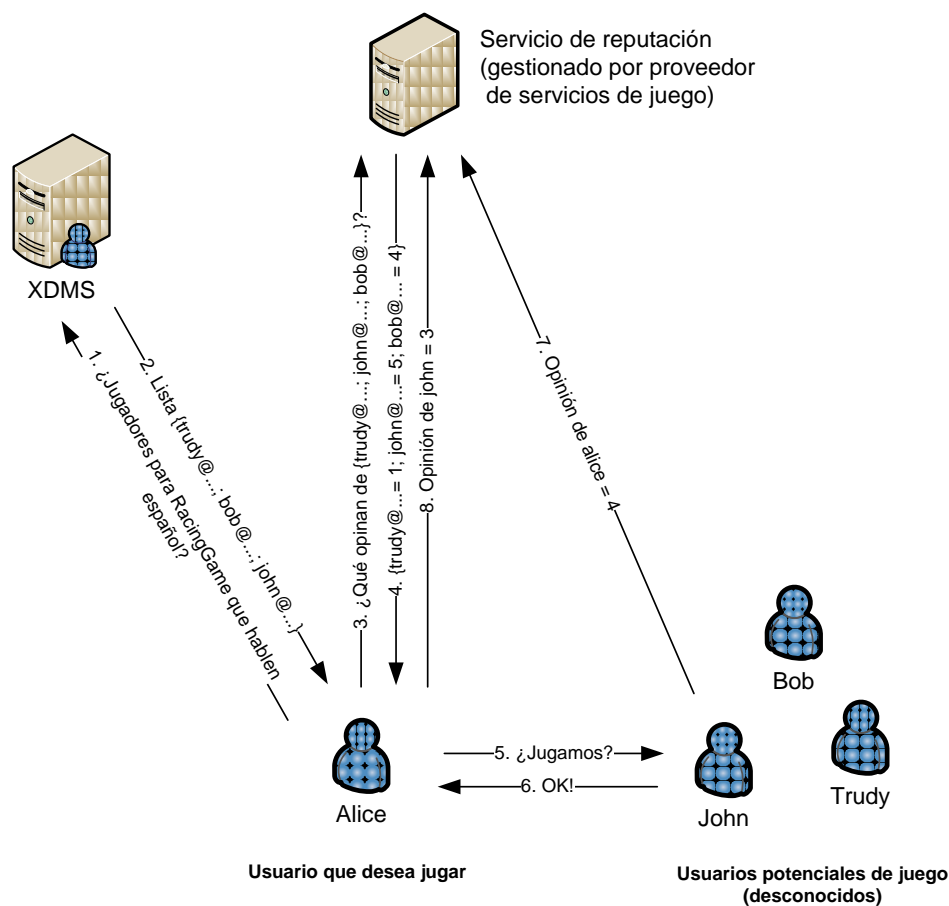 Servicio de reputación
(gestionado por proveedor
de servicios de juego)
XDMS
1. ¿Jugadores para RacingGame que hablen
español?
2. Lista {trudy@...; bob@...; john@...}
3. ¿Qué opinan de {trudy@...; john@...; bob@...}?
4. {trudy@...= 1; john@...= 5; bob@... = 4}
8. Opinión de john = 3
7. Opinión de alice = 4
5. ¿Jugamos?
6. OK!
Alice
John
Bob
Trudy
Usuario que desea jugar
Usuarios potenciales de juego
(desconocidos)